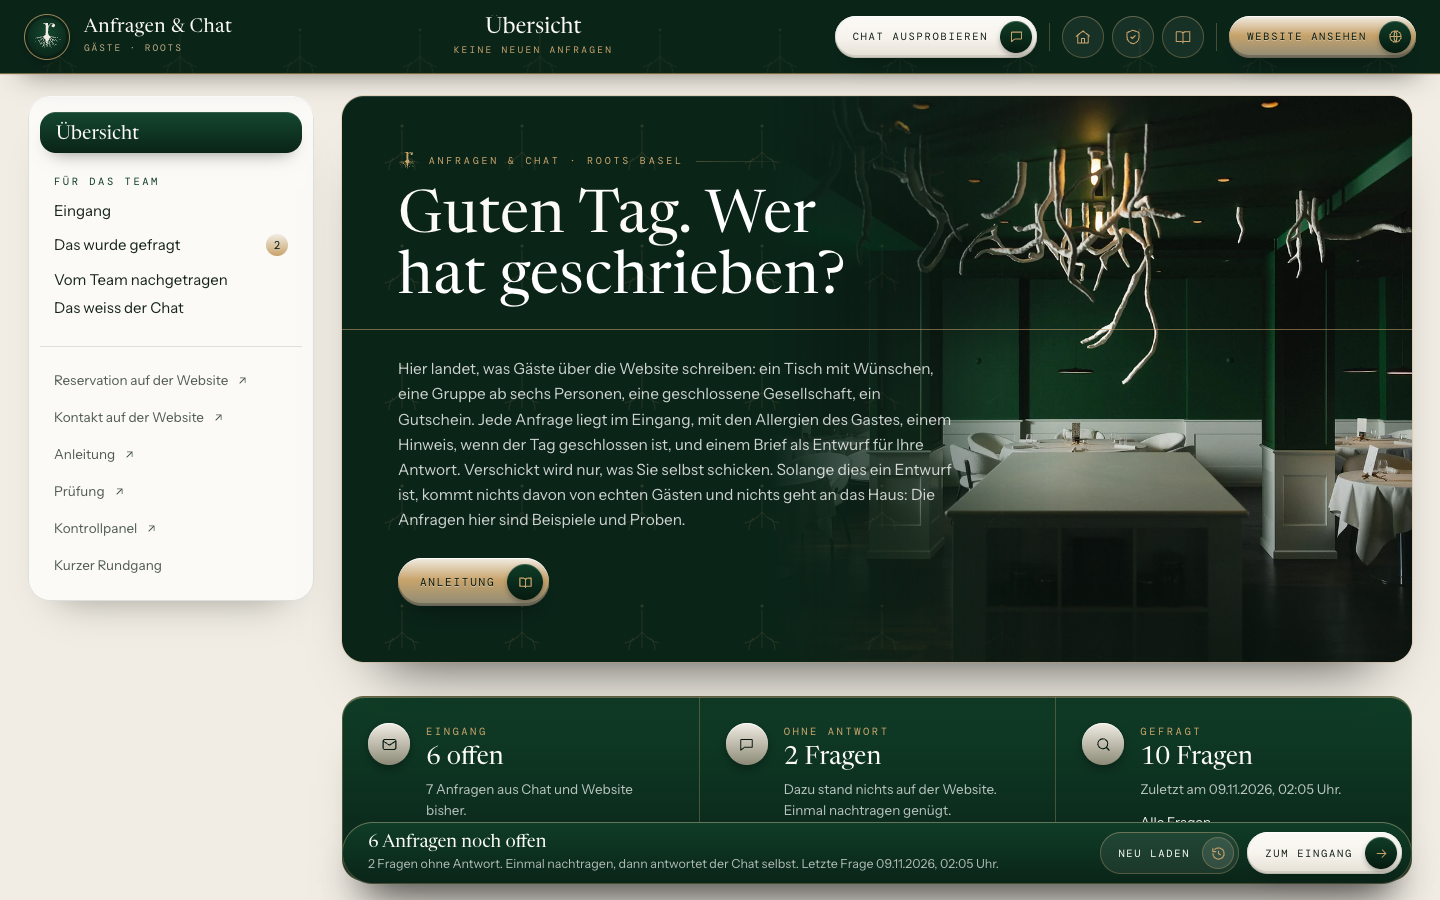 Anfragen & Chat
GÄSTE · ROOTS
Übersicht
KEINE NEUEN ANFRAGEN
CHAT AUSPROBIEREN
WEBSITE ANSEHEN
Übersicht
FÜR DAS TEAM
Eingang
Das wurde gefragt 2
Vom Team nachgetragen
Das weiss der Chat
Reservation auf der Website
Kontakt auf der Website
Anleitung
Prüfung
Kontrollpanel
Kurzer Rundgang
ANFRAGEN & CHAT · ROOTS BASEL
Guten Tag. Wer
hat geschrieben?
Hier landet, was Gäste über die Website schreiben: ein Tisch mit Wünschen,
eine Gruppe ab sechs Personen, eine geschlossene Gesellschaft, ein
Gutschein. Jede Anfrage liegt im Eingang, mit den Allergien des Gastes, einem
Hinweis, wenn der Tag geschlossen ist, und einem Brief als Entwurf für Ihre
Antwort. Verschickt wird nur, was Sie selbst schicken. Solange dies ein Entwurf
ist, kommt nichts davon von echten Gästen und nichts geht an das Haus: Die
Anfragen hier sind Beispiele und Proben.
ANLEITUNG
EINGANG
6 offen
7 Anfragen aus Chat und Website
bisher.
OHNE ANTWORT
2 Fragen
Dazu stand nichts auf der Website.
Einmal nachtragen genügt.
GEFRAGT
10 Fragen
Zuletzt am 09.11.2026, 02:05 Uhr.
Alle Fragen
6 Anfragen noch offen
2 Fragen ohne Antwort. Einmal nachtragen, dann antwortet der Chat selbst. Letzte Frage 09.11.2026, 02:05 Uhr.
NEU LADEN
ZUM EINGANG